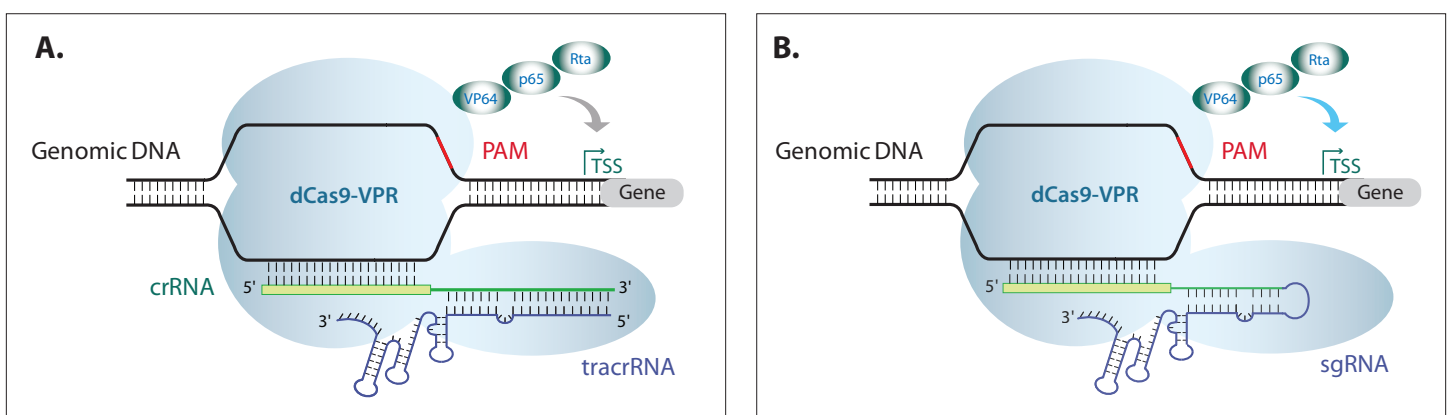 A.
VP64
p65
Rta
Genomic DNA
PAM
TSS
Gene
dCas9-VPR
crRNA
5'
3'
3'
5'
tracrRNA
B.
VP64
p65
Rta
Genomic DNA
PAM
TSS
Gene
dCas9-VPR
5'
3'
sgRNA